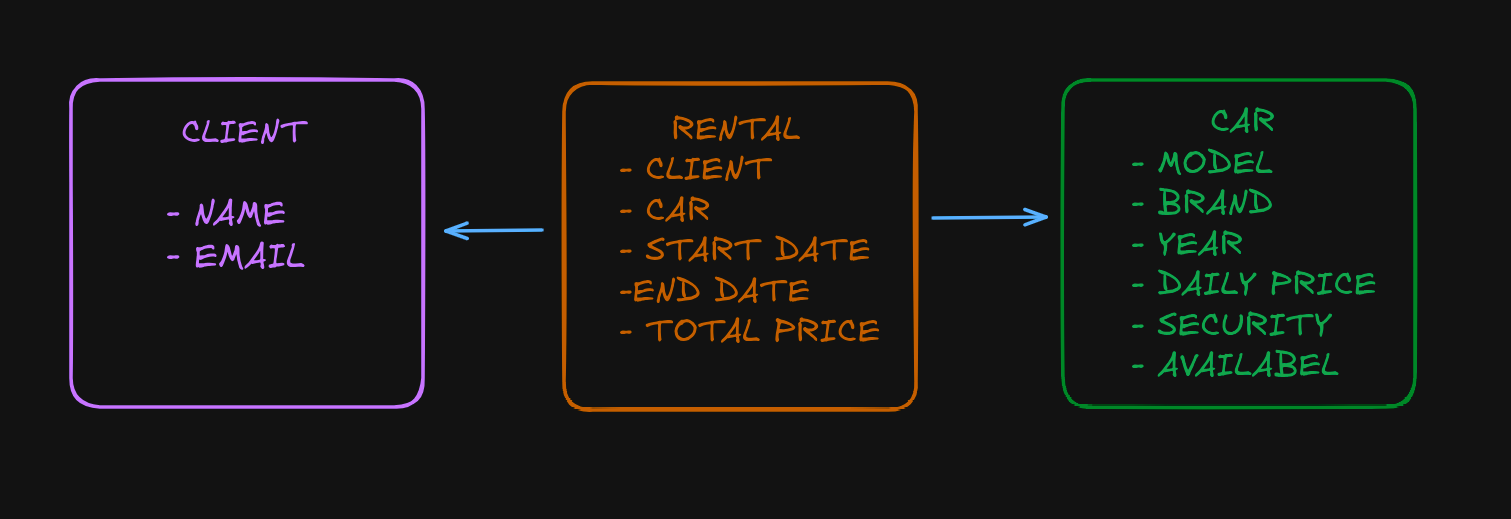 CLIENT
- NAME
- EMAIL
RENTAL
- CLIENT
- CAR
- START DATE
-END DATE
- TOTAL PRICE
CAR
- MODEL
- BRAND
- YEAR
- DAILY PRICE
- SECURITY
- AVAILABEL